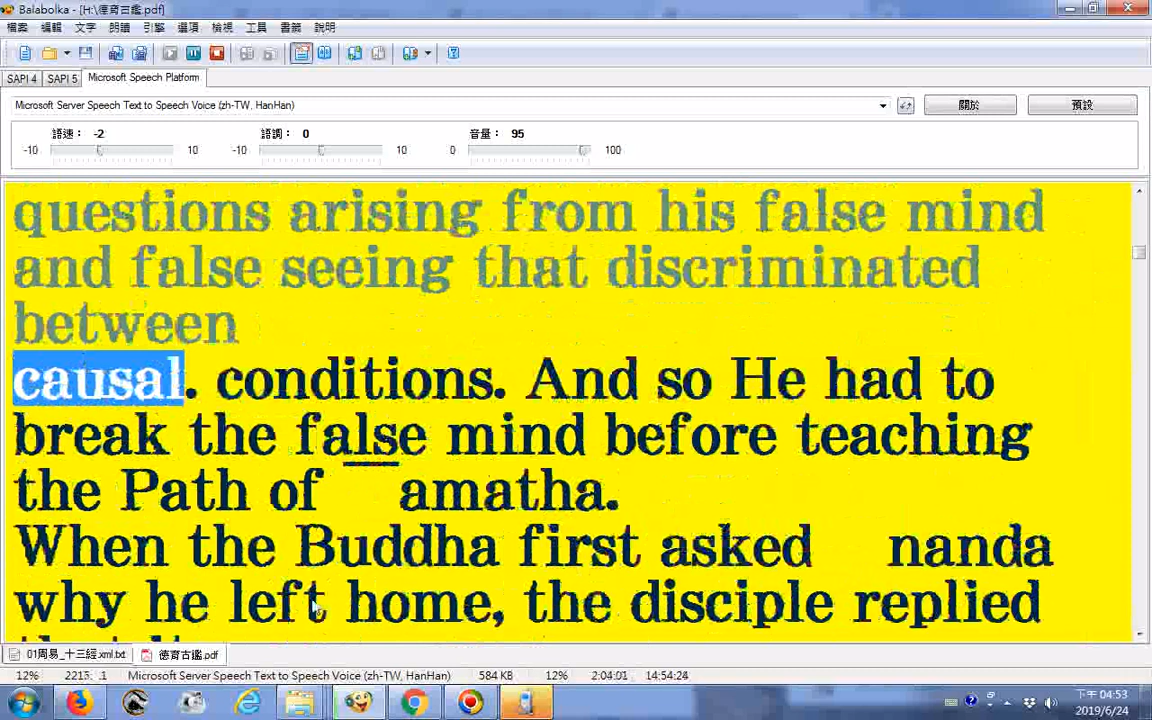 Balabolka - [H:\德育古鑑.pdf]
檔案 編輯 文字 朗讀 引擎 選項 檢視 工具 書籤 說明
SAPI 4 SAPI 5 Microsoft Speech Platform
Microsoft Server Speech Text to Speech Voice (zh-TW, HanHan) 關於 預設
語速： -2 語調： 0 音量： 95
-10 10 -10 10 0 100
questions arising from his false mind
and false seeing that discriminated
between
causal. conditions. And so He had to
break the false mind before teaching
the Path of amatha.
When the Buddha first asked nanda
why he left home, the disciple replied
01周易_十三經.xml.txt 德育古鑑.pdf
12% 2213: 1 Microsoft Server Speech Text to Speech Voice (zh-TW, HanHan) 584 KB 12% 2:04:01 14:54:24
下午 04:53
2019/6/24